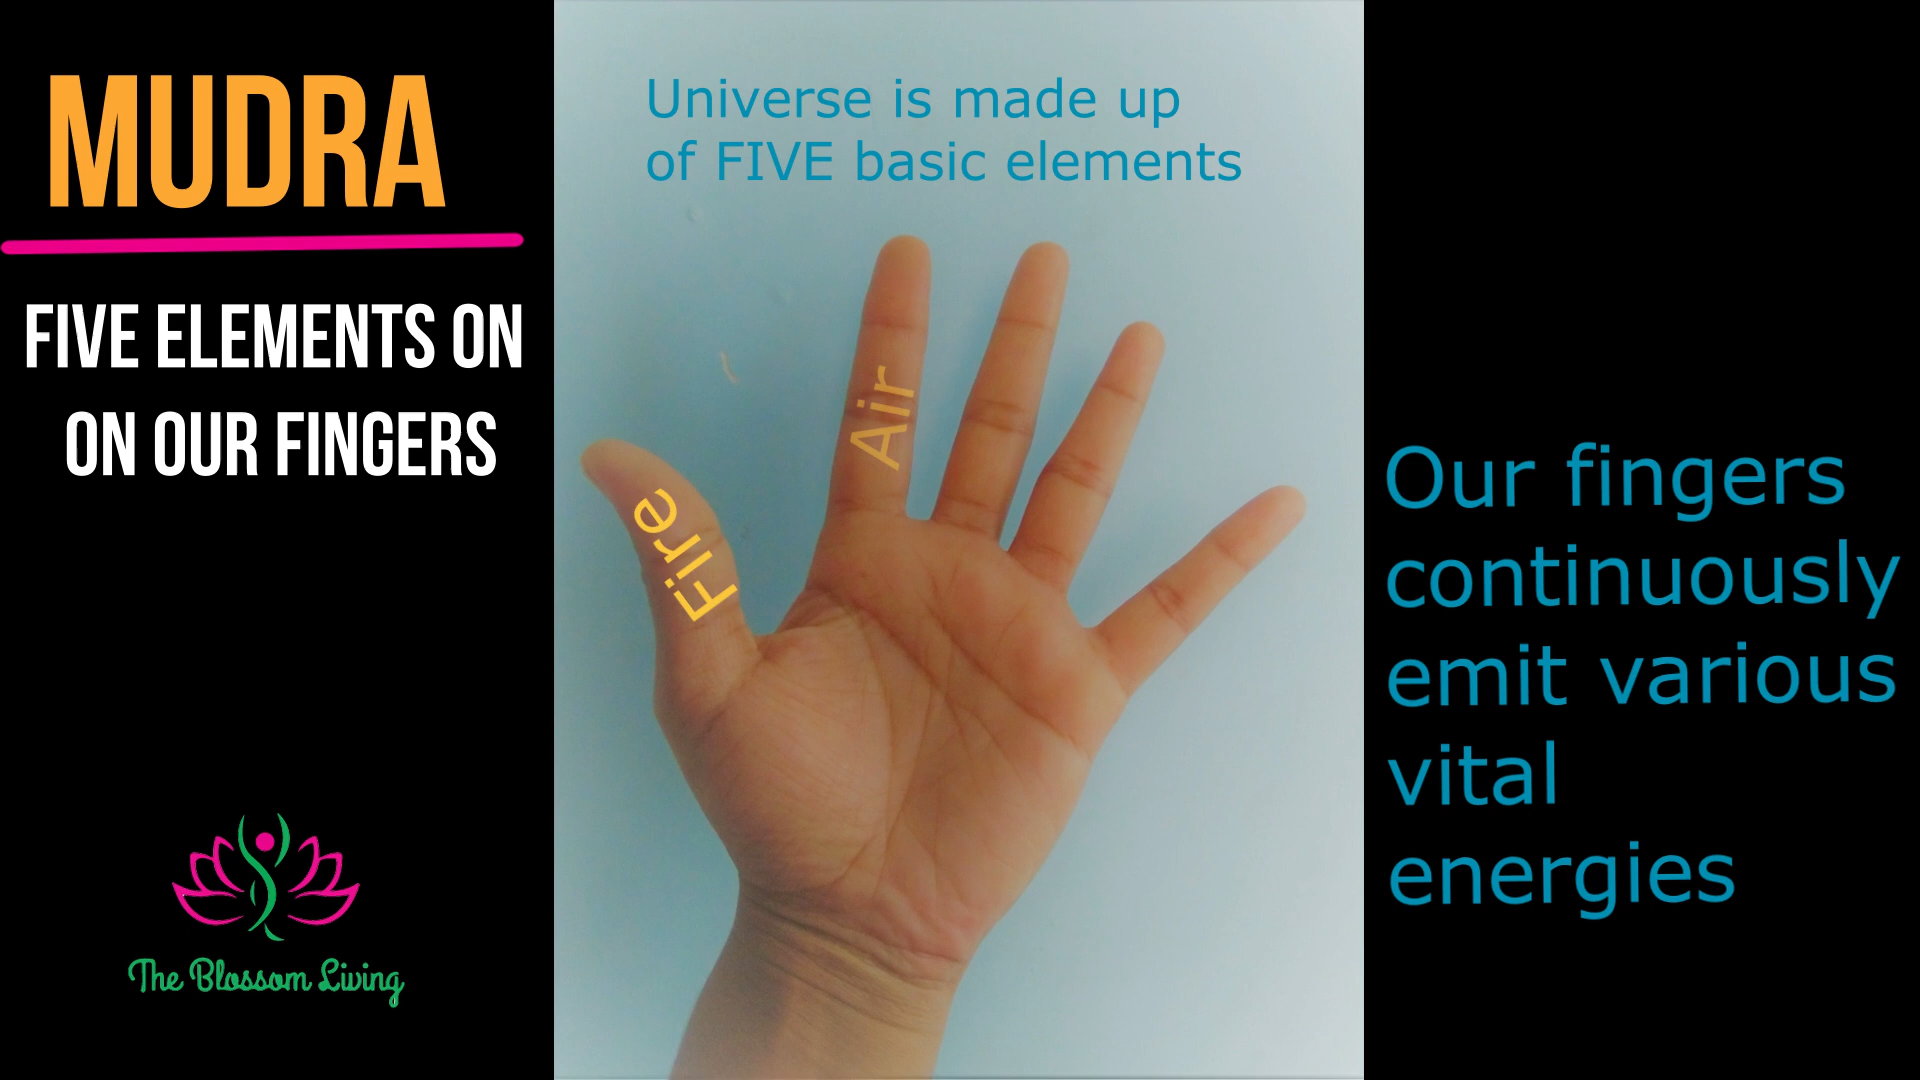 MUDRA
FIVE ELEMENTS ON
ON OUR FINGERS
The Blossom Living
Universe is made up
of FIVE basic elements
Fire
Air
Our fingers
continuously
emit various
vital
energies